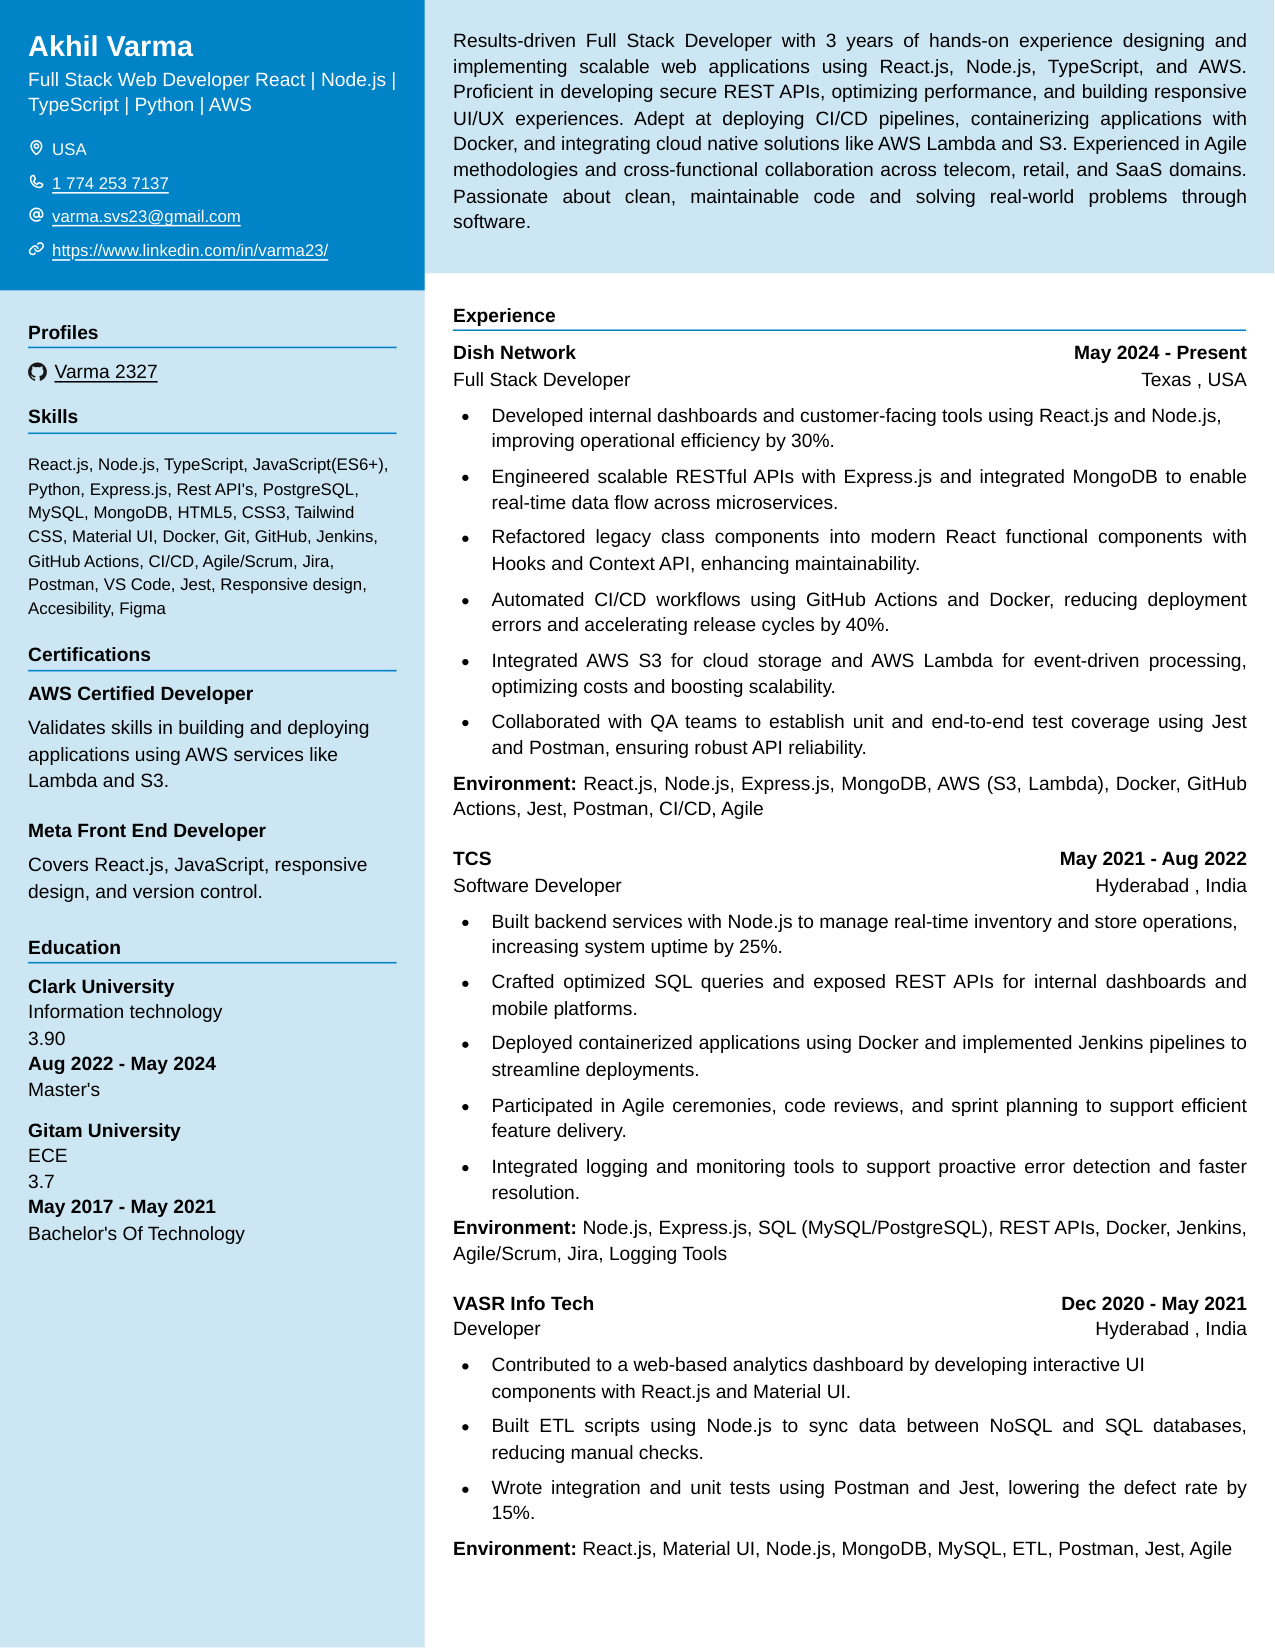 Akhil Varma
Full Stack Web Developer React | Node.js |
TypeScript | Python | AWS
USA
1 774 253 7137
varma.svs23@gmail.com
https://www.linkedin.com/in/varma23/
Profiles
Varma 2327
Skills
React.js, Node.js, TypeScript, JavaScript(ES6+),
Python, Express.js, Rest API's, PostgreSQL,
MySQL, MongoDB, HTML5, CSS3, Tailwind
CSS, Material UI, Docker, Git, GitHub, Jenkins,
GitHub Actions, CI/CD, Agile/Scrum, Jira,
Postman, VS Code, Jest, Responsive design,
Accesibility, Figma
Certifications
AWS Certified Developer
Validates skills in building and deploying
applications using AWS services like
Lambda and S3.
Meta Front End Developer
Covers React.js, JavaScript, responsive
design, and version control.
Education
Clark University
Information technology
3.90
Aug 2022 - May 2024
Master's
Gitam University
ECE
3.7
May 2017 - May 2021
Bachelor's Of Technology
Results-driven Full Stack Developer with 3 years of hands-on experience designing and
implementing scalable web applications using React.js, Node.js, TypeScript, and AWS.
Proficient in developing secure REST APIs, optimizing performance, and building responsive
UI/UX experiences. Adept at deploying CI/CD pipelines, containerizing applications with
Docker, and integrating cloud native solutions like AWS Lambda and S3. Experienced in Agile
methodologies and cross-functional collaboration across telecom, retail, and SaaS domains.
Passionate about clean, maintainable code and solving real-world problems through
software.
Experience
Dish Network May 2024 - Present
Full Stack Developer Texas , USA
• Developed internal dashboards and customer-facing tools using React.js and Node.js,
improving operational efficiency by 30%.
• Engineered scalable RESTful APIs with Express.js and integrated MongoDB to enable
real-time data flow across microservices.
• Refactored legacy class components into modern React functional components with
Hooks and Context API, enhancing maintainability.
• Automated CI/CD workflows using GitHub Actions and Docker, reducing deployment
errors and accelerating release cycles by 40%.
• Integrated AWS S3 for cloud storage and AWS Lambda for event-driven processing,
optimizing costs and boosting scalability.
• Collaborated with QA teams to establish unit and end-to-end test coverage using Jest
and Postman, ensuring robust API reliability.
Environment: React.js, Node.js, Express.js, MongoDB, AWS (S3, Lambda), Docker, GitHub
Actions, Jest, Postman, CI/CD, Agile
TCS May 2021 - Aug 2022
Software Developer Hyderabad , India
• Built backend services with Node.js to manage real-time inventory and store operations,
increasing system uptime by 25%.
• Crafted optimized SQL queries and exposed REST APIs for internal dashboards and
mobile platforms.
• Deployed containerized applications using Docker and implemented Jenkins pipelines to
streamline deployments.
• Participated in Agile ceremonies, code reviews, and sprint planning to support efficient
feature delivery.
• Integrated logging and monitoring tools to support proactive error detection and faster
resolution.
Environment: Node.js, Express.js, SQL (MySQL/PostgreSQL), REST APIs, Docker, Jenkins,
Agile/Scrum, Jira, Logging Tools
VASR Info Tech Dec 2020 - May 2021
Developer Hyderabad , India
• Contributed to a web-based analytics dashboard by developing interactive UI
components with React.js and Material UI.
• Built ETL scripts using Node.js to sync data between NoSQL and SQL databases,
reducing manual checks.
• Wrote integration and unit tests using Postman and Jest, lowering the defect rate by
15%.
Environment: React.js, Material UI, Node.js, MongoDB, MySQL, ETL, Postman, Jest, Agile